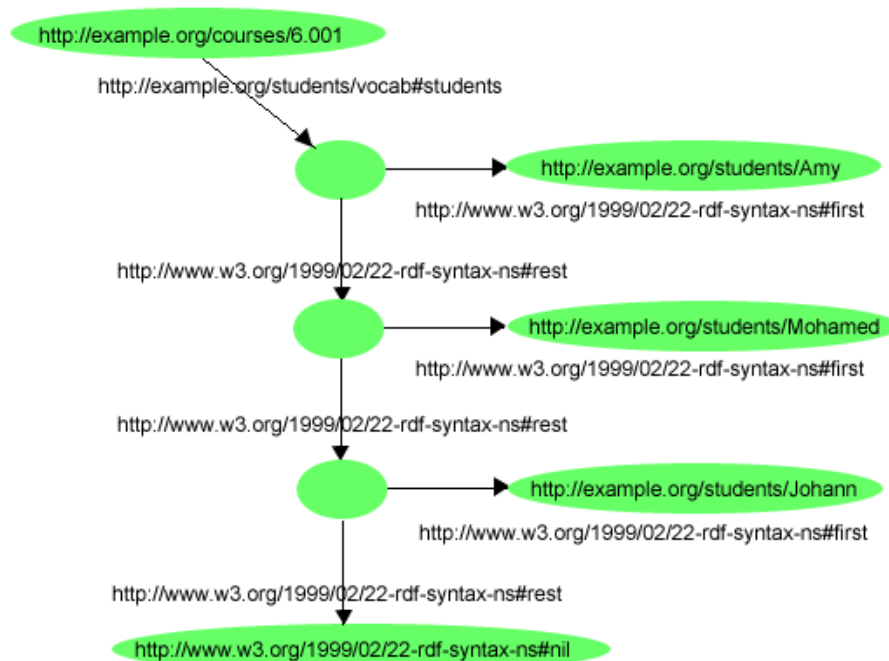 http://example.org/courses/6.001
http://example.org/students/vocab#students
http://example.org/students/Amy
http://www.w3.org/1999/02/22-rdf-syntax-ns#first
http://www.w3.org/1999/02/22-rdf-syntax-ns#rest
http://example.org/students/Mohamed
http://www.w3.org/1999/02/22-rdf-syntax-ns#first
http://www.w3.org/1999/02/22-rdf-syntax-ns#rest
http://example.org/students/Johann
http://www.w3.org/1999/02/22-rdf-syntax-ns#first
http://www.w3.org/1999/02/22-rdf-syntax-ns#rest
http://www.w3.org/1999/02/22-rdf-syntax-ns#nil